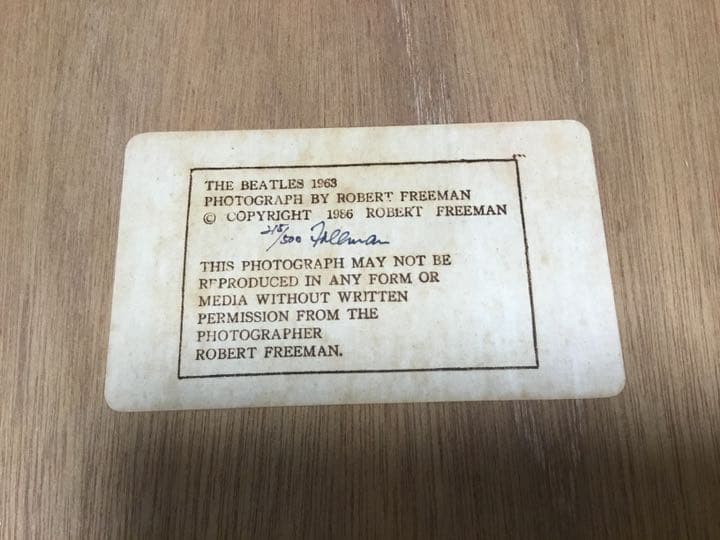 THE BEATLES 1963
PHOTOGRAPH BY ROBERT FREEMAN
© COPYRIGHT 1986 ROBERT FREEMAN
215/500 Freeman
THIS PHOTOGRAPH MAY NOT BE
REPRODUCED IN ANY FORM OR
MEDIA WITHOUT WRITTEN
PERMISSION FROM THE
PHOTOGRAPHER
ROBERT FREEMAN.